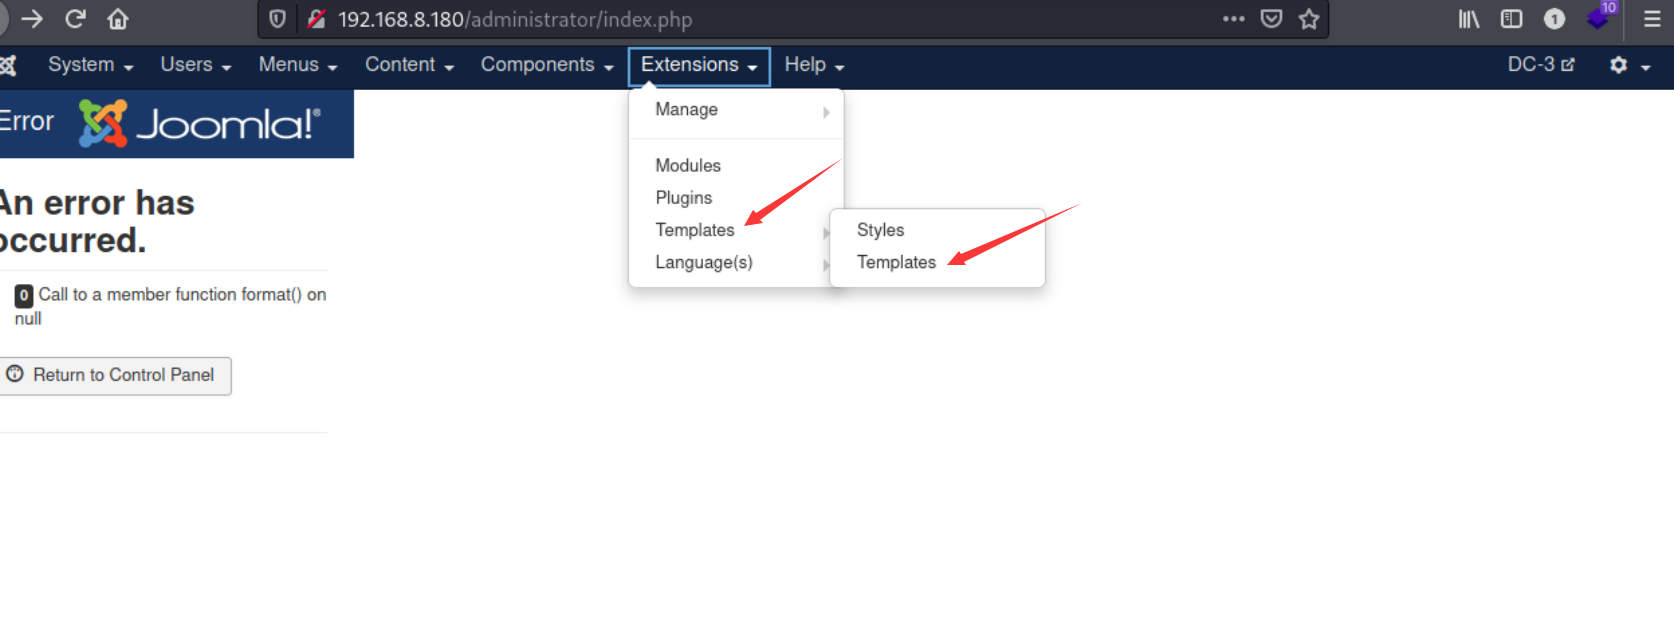 192.168.8.180/administrator/index.php
10
1
System
Users
Menus
Content
Components
Extensions
Help
DC-3
Error
Joomla!®
Manage
Modules
Plugins
Templates
Language(s)
Styles
Templates
An error has
occurred.
0 Call to a member function format() on
null
Return to Control Panel